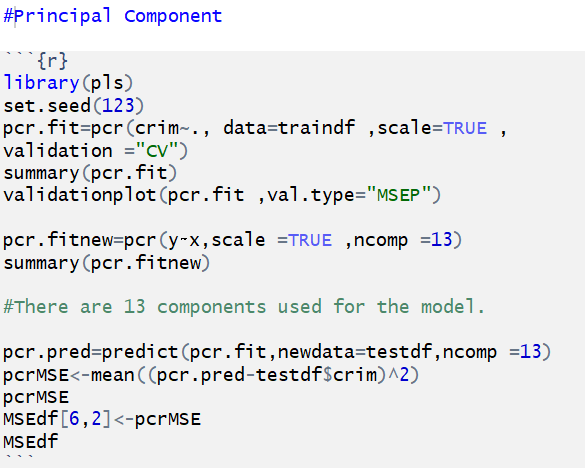 #Principal Component
```{r}
library(pls)
set.seed(123)
pcr.fit=pcr(crim~., data=traindf ,scale=TRUE ,
validation ="CV")
summary(pcr.fit)
validationplot(pcr.fit ,val.type="MSEP")
pcr.fitnew=pcr(y~x,scale =TRUE ,ncomp =13)
summary(pcr.fitnew)
#There are 13 components used for the model.
pcr.pred=predict(pcr.fit,newdata=testdf,ncomp =13)
pcrMSE<-mean((pcr.pred-testdf$crim)^2)
pcrMSE
MSEdf[6,2]<-pcrMSE
MSEdf
```